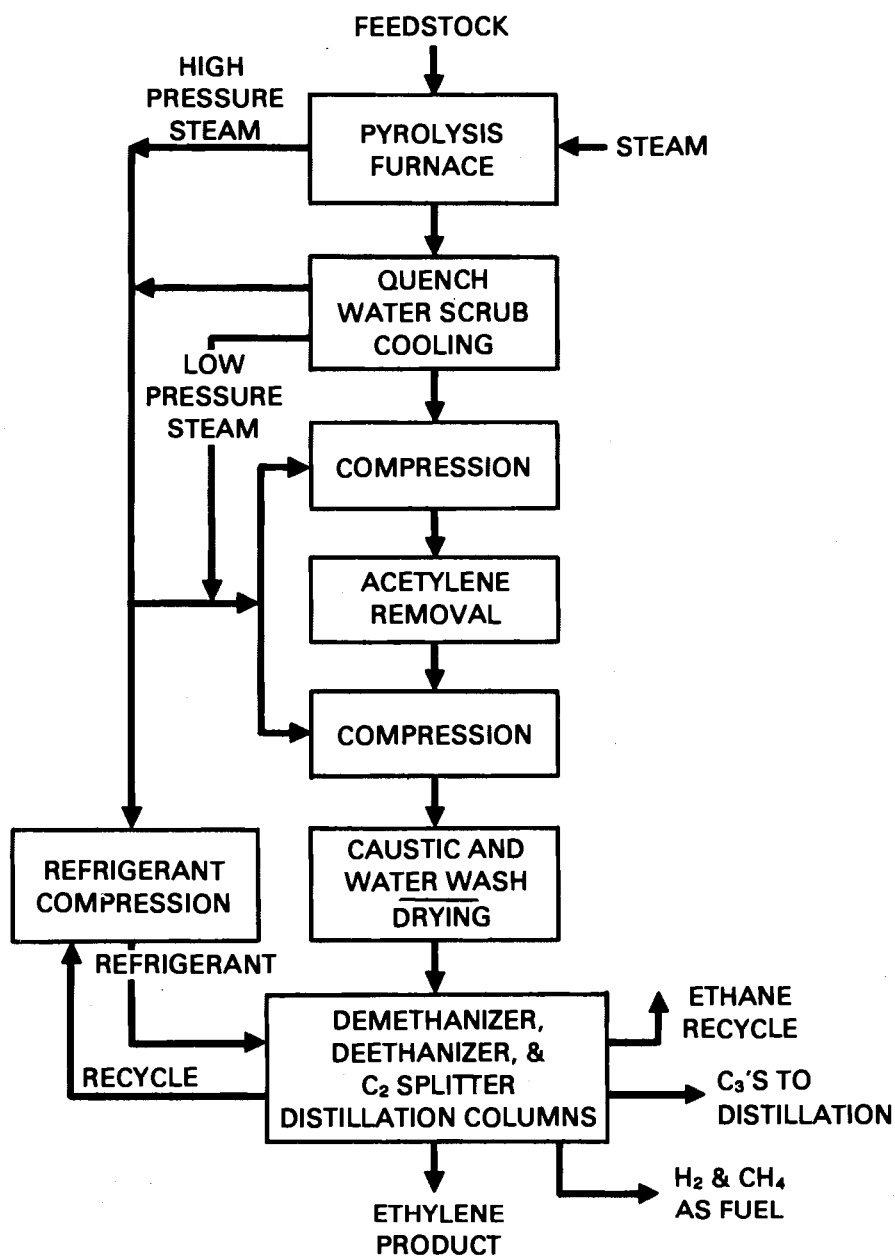 FEEDSTOCK
HIGH
PRESSURE
STEAM
PYROLYSIS
FURNACE
STEAM
QUENCH
WATER SCRUB
COOLING
LOW
PRESSURE
STEAM
COMPRESSION
ACETYLENE
REMOVAL
COMPRESSION
REFRIGERANT
COMPRESSION
CAUSTIC AND
WATER WASH
DRYING
REFRIGERANT
RECYCLE
DEMETHANIZER,
DEETHANIZER, &
C₂ SPLITTER
DISTILLATION COLUMNS
ETHANE
RECYCLE
C₃'S TO
DISTILLATION
H₂ & CH₄
AS FUEL
ETHYLENE
PRODUCT